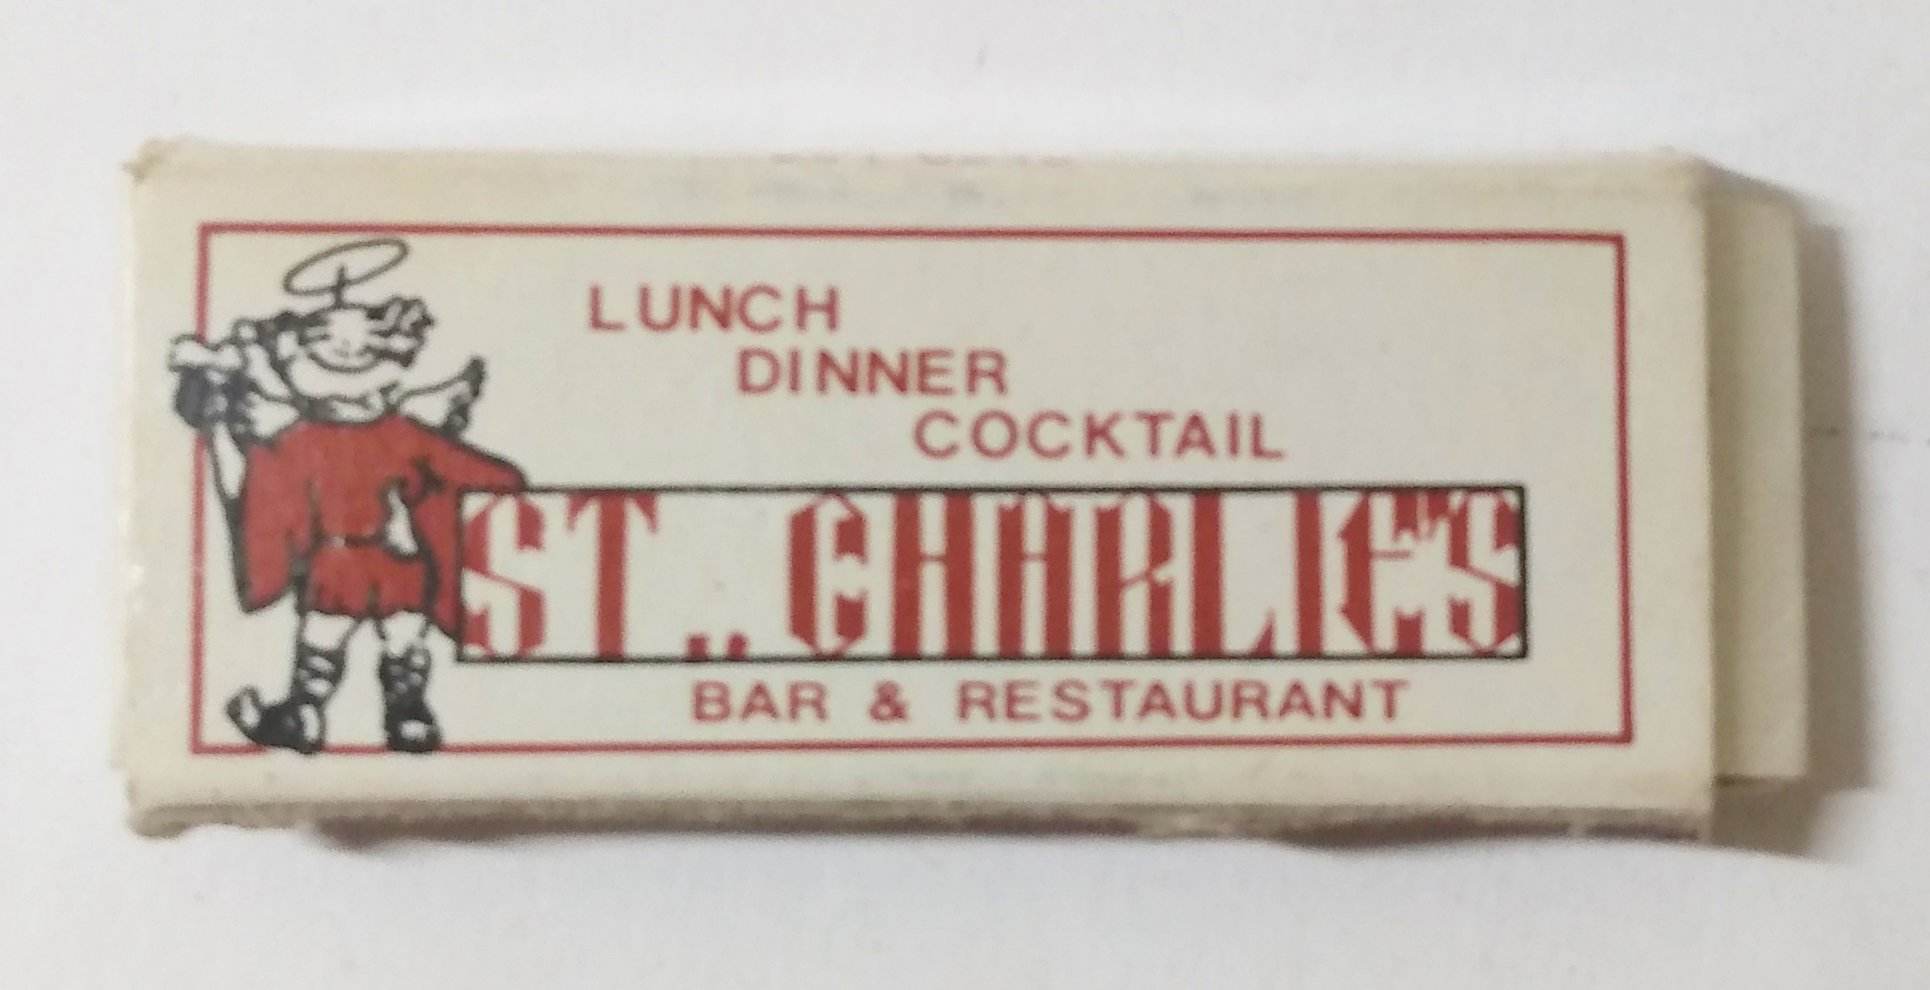 LUNCH
DINNER
COCKTAIL
ST.. CHARLIE'S
BAR & RESTAURANT